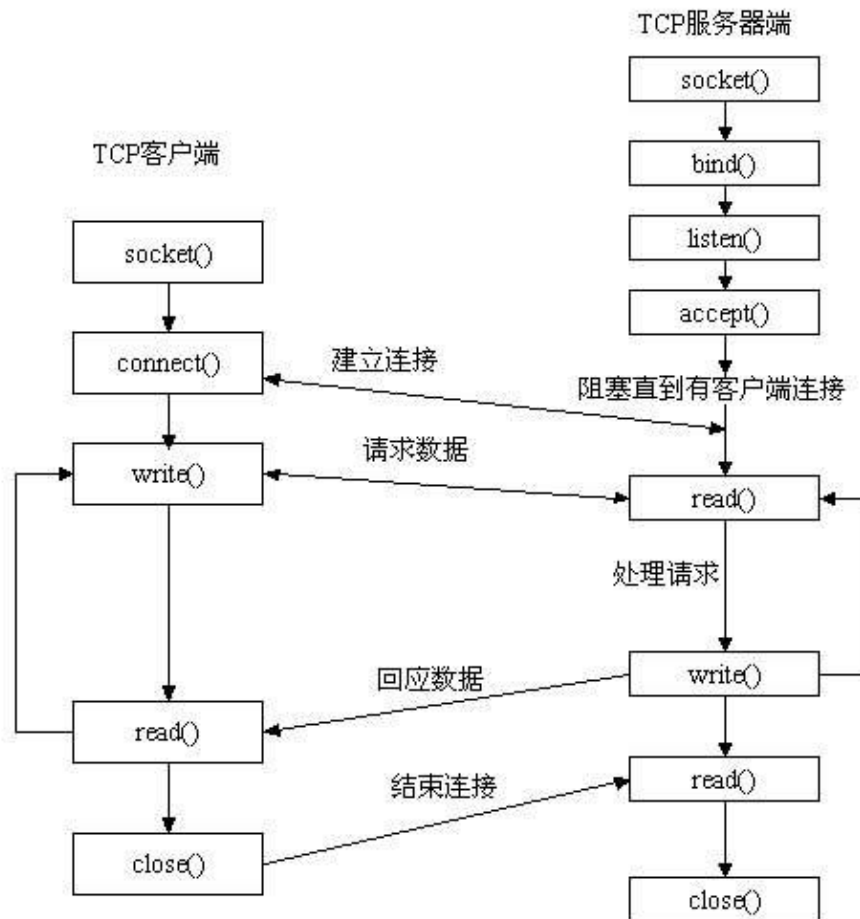 TCP服务器端
socket()
bind()
TCP客户端
listen()
socket()
accept()
connect()
建立连接
阻塞直到有客户端连接
请求数据
write()
read()
处理请求
回应数据
write()
read()
结束连接
read()
close()
close()